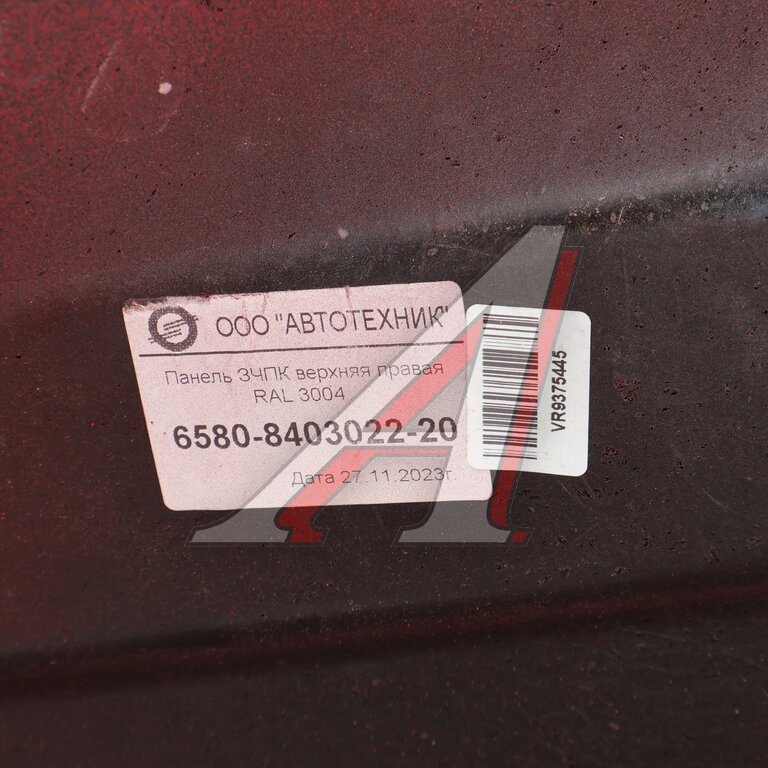 ООО "АВТОТЕХНИК"
Панель ЗЧПК верхняя правая
RAL 3004
6580-8403022-20
Дата 27.11.2023г.
VR9375445